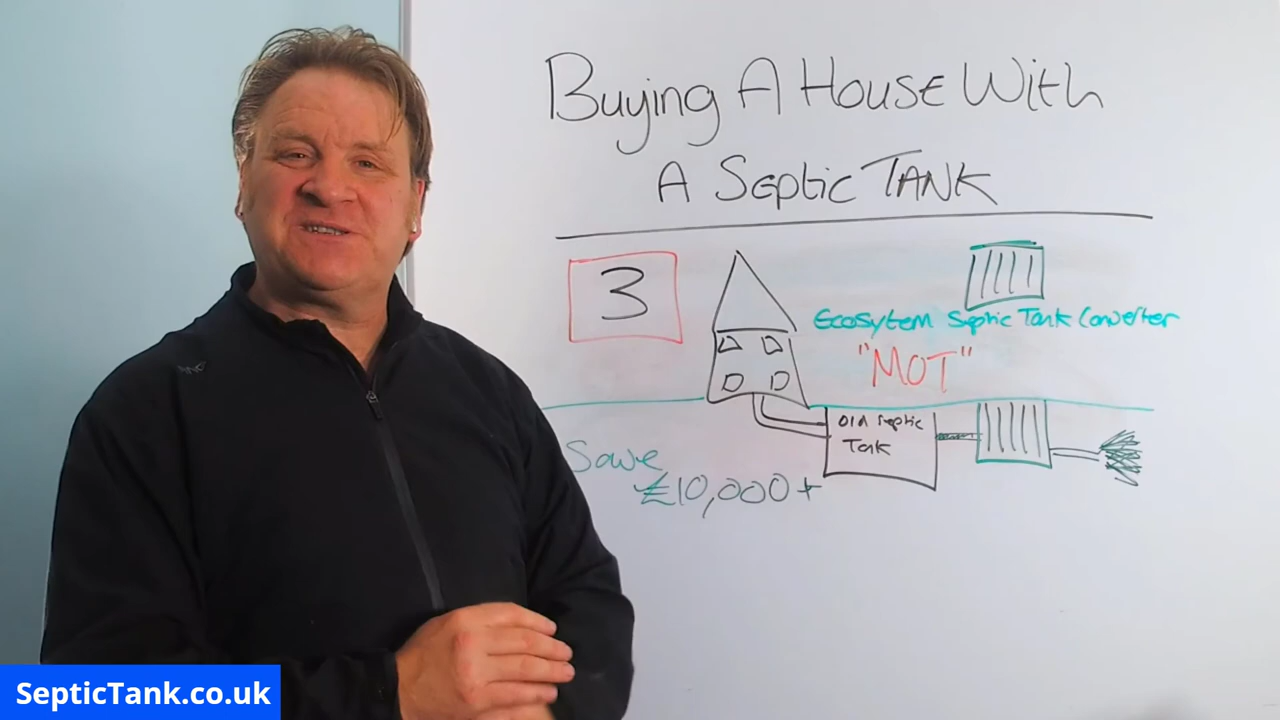 Buying A House With
A Septic TANK
3
EcoSytem Septic Tank Converter
"MOT"
Old Septic
Tank
Save
£10,000+
SepticTank.co.uk